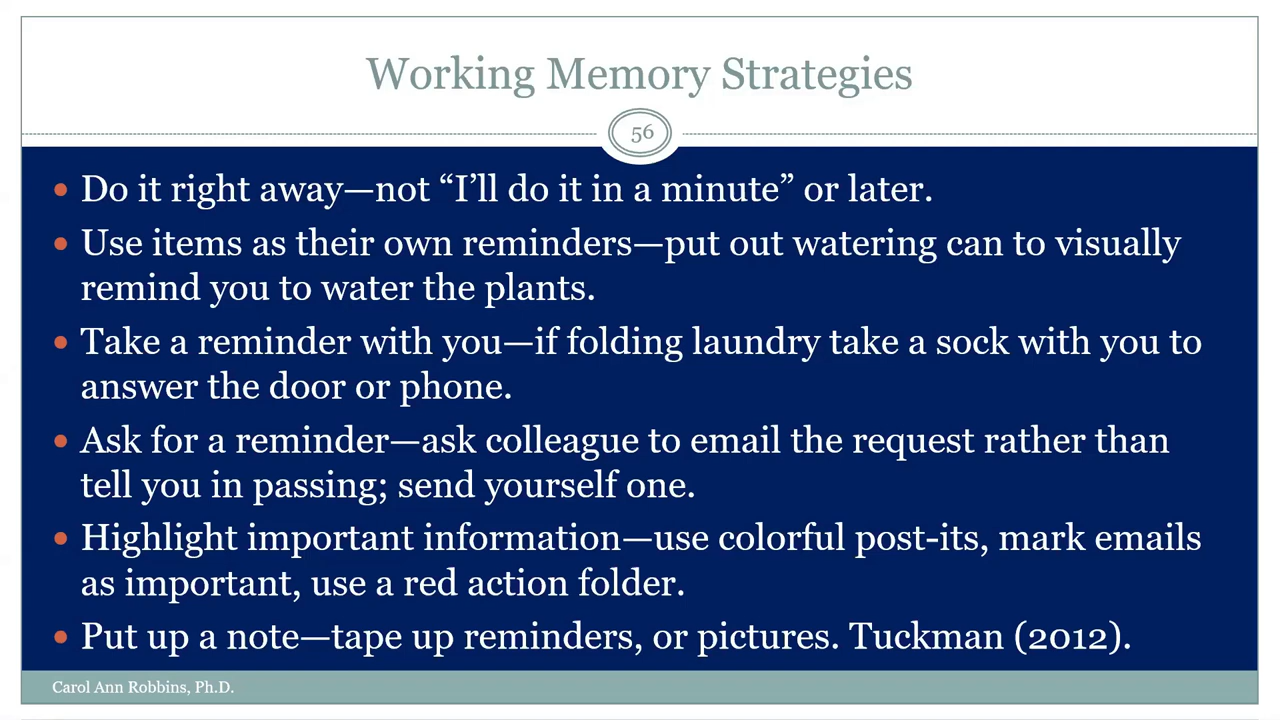 Working Memory Strategies
56
• Do it right away—not “I’ll do it in a minute” or later.
• Use items as their own reminders—put out watering can to visually
remind you to water the plants.
• Take a reminder with you—if folding laundry take a sock with you to
answer the door or phone.
• Ask for a reminder—ask colleague to email the request rather than
tell you in passing; send yourself one.
• Highlight important information—use colorful post-its, mark emails
as important, use a red action folder.
• Put up a note—tape up reminders, or pictures. Tuckman (2012).
Carol Ann Robbins, Ph.D.